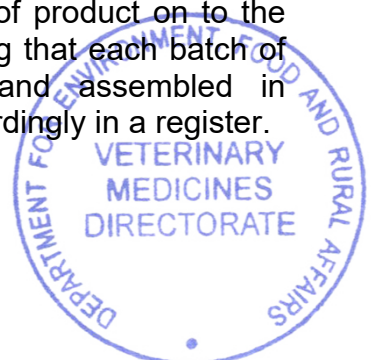 of product on to the
g that each batch of
and assembled in
rdingly in a register.
DEPARTMENT FOR ENVIRONMENT FOOD AND RURAL AFFAIRS
VETERINARY
MEDICINES
DIRECTORATE